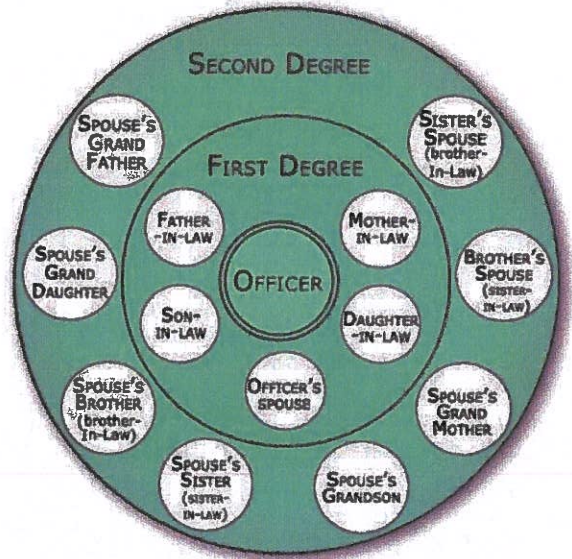 SECOND DEGREE
SPOUSE'S
GRAND
FATHER
SISTER'S
SPOUSE
(brother-
In-Law)
FIRST DEGREE
FATHER
-IN-LAW
MOTHER-
IN-LAW
SPOUSE'S
GRAND
DAUGHTER
OFFICER
BROTHER'S
SPOUSE
(SISTER-
IN-LAW)
SON-
IN-LAW
DAUGHTER
-IN-LAW
SPOUSE'S
BROTHER
(brother-
In-Law)
OFFICER'S
SPOUSE
SPOUSE'S
GRAND
MOTHER
SPOUSE'S
SISTER
(SISTER-
IN-LAW)
SPOUSE'S
GRANDSON